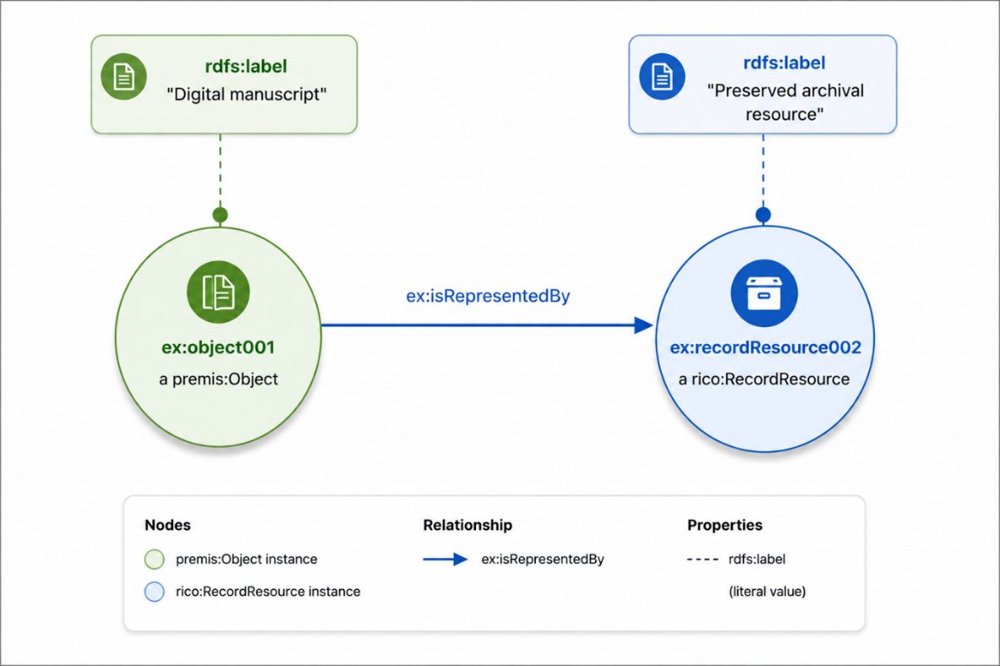 rdfs:label
"Digital manuscript"
rdfs:label
"Preserved archival
resource"
ex:isRepresentedBy
ex:object001
a premis:Object
ex:recordResource002
a rico:RecordResource
Nodes
premis:Object instance
rico:RecordResource instance
Relationship
ex:isRepresentedBy
Properties
rdfs:label
(literal value)